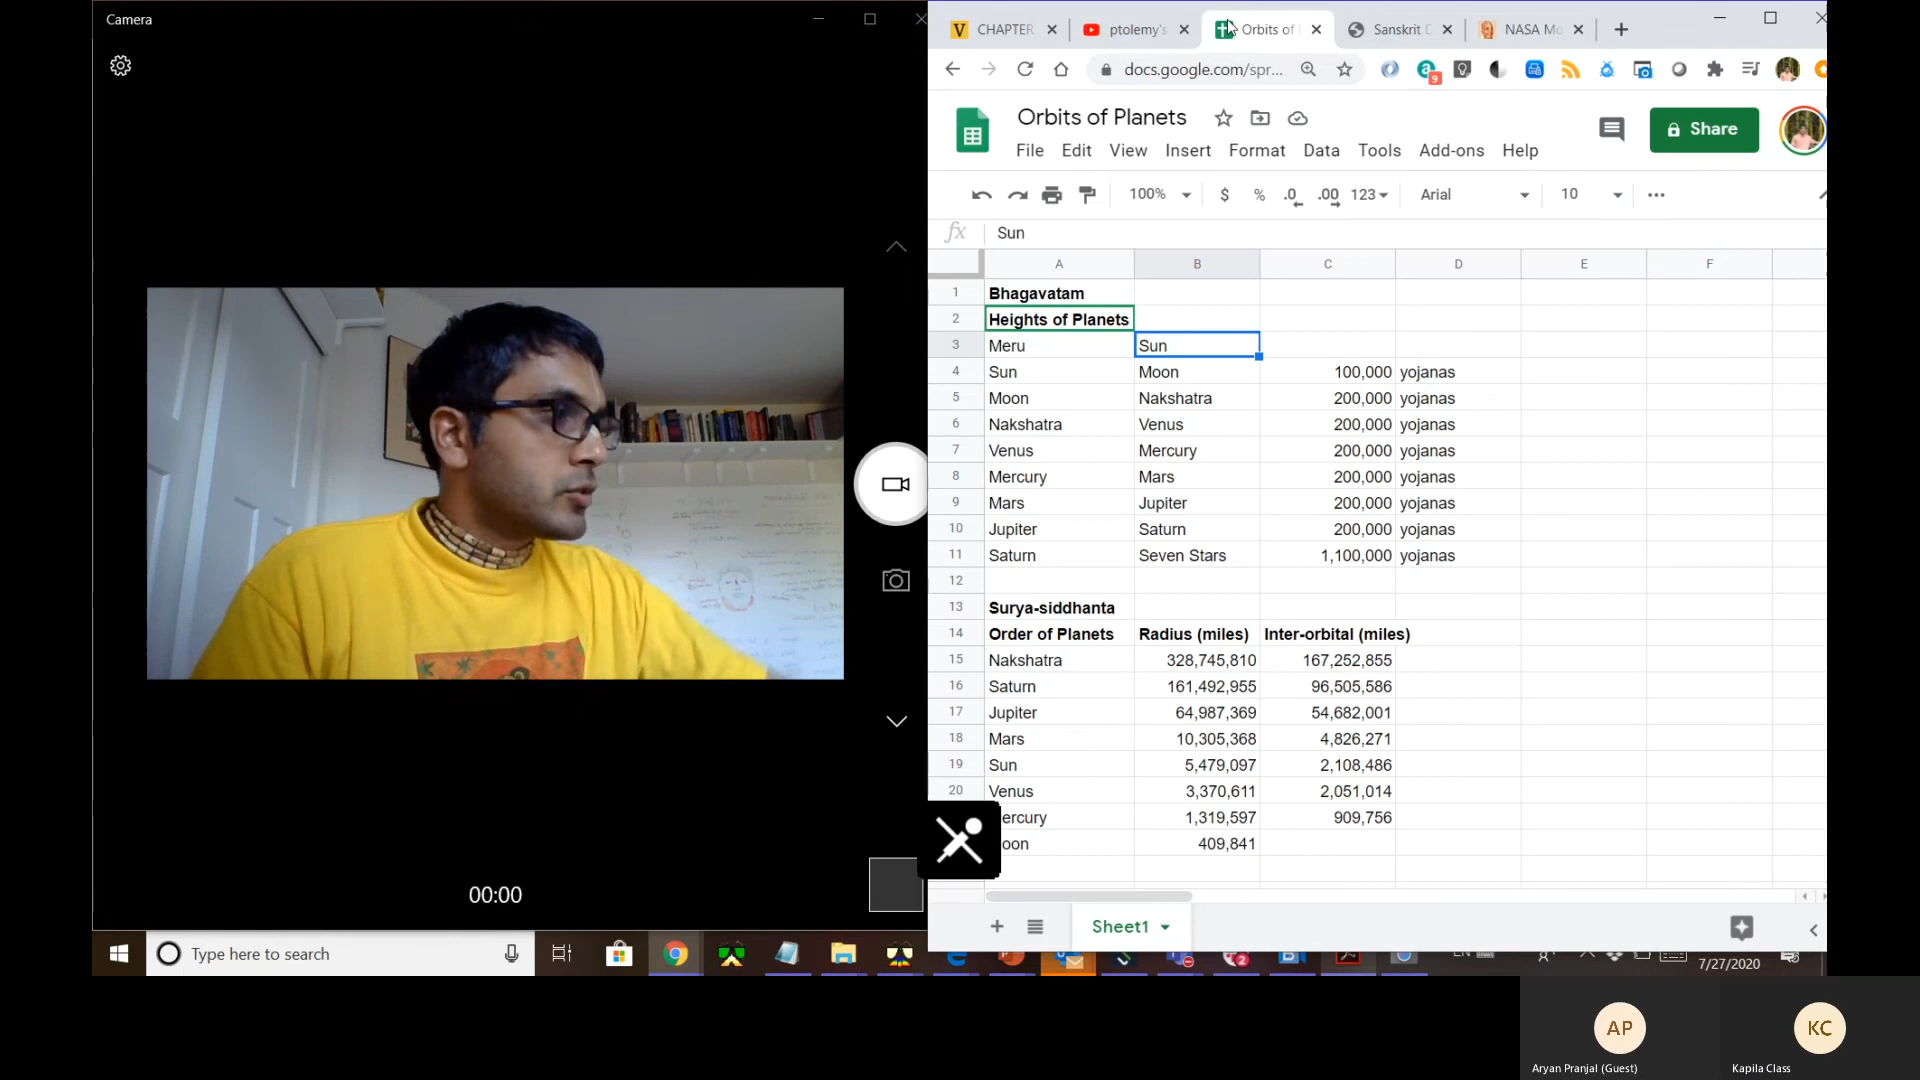 Camera
CHAPTER
ptolemy's
Orbits of
Sanskrit D
NASA Mo
docs.google.com/spr...
9
Orbits of Planets
File Edit View Insert Format Data Tools Add-ons Help
Share
100% $ % .0 .00 123 Arial 10
fx Sun
A B C D E F
1 Bhagavatam
2 Heights of Planets
3 Meru Sun
4 Sun Moon 100,000 yojanas
5 Moon Nakshatra 200,000 yojanas
6 Nakshatra Venus 200,000 yojanas
7 Venus Mercury 200,000 yojanas
8 Mercury Mars 200,000 yojanas
9 Mars Jupiter 200,000 yojanas
10 Jupiter Saturn 200,000 yojanas
11 Saturn Seven Stars 1,100,000 yojanas
12
13 Surya-siddhanta
14 Order of Planets Radius (miles) Inter-orbital (miles)
15 Nakshatra 328,745,810 167,252,855
16 Saturn 161,492,955 96,505,586
17 Jupiter 64,987,369 54,682,001
18 Mars 10,305,368 4,826,271
19 Sun 5,479,097 2,108,486
20 Venus 3,370,611 2,051,014
ercury 1,319,597 909,756
oon 409,841
Sheet1
00:00
Type here to search
2
7/27/2020
AP
Aryan Pranjal (Guest)
KC
Kapila Class